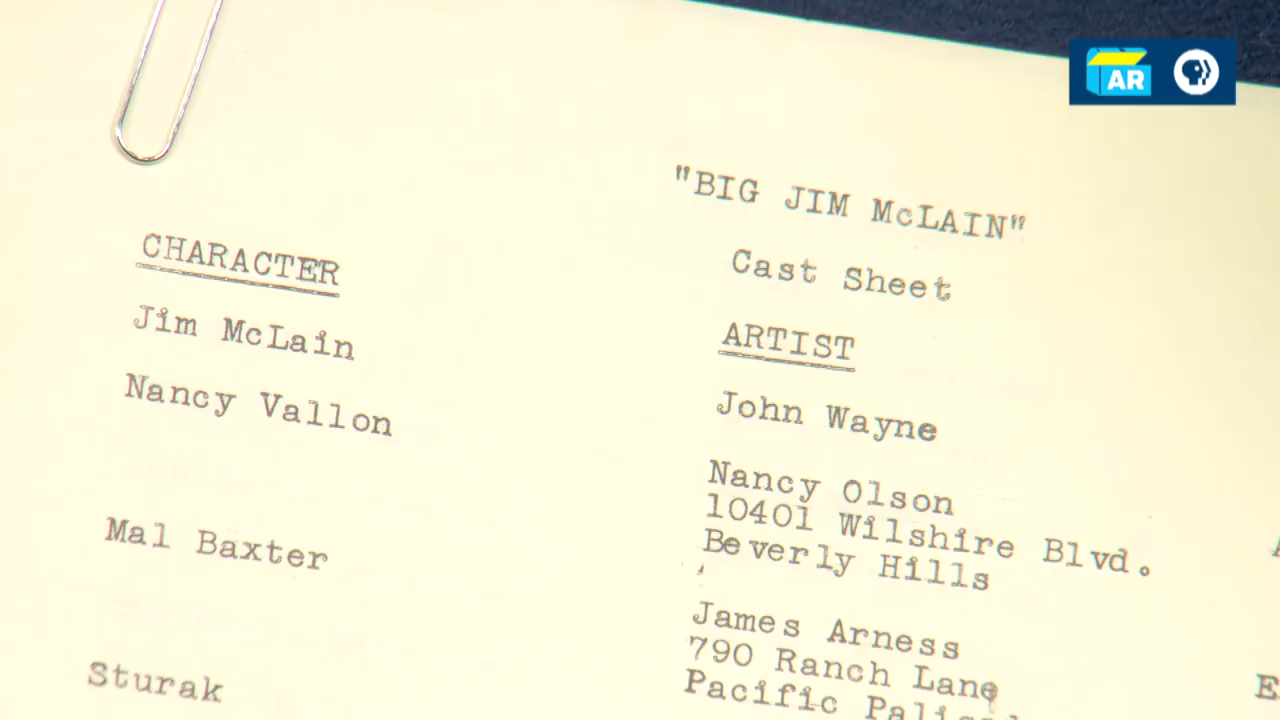 AR
"BIG JIM McLAIN"
Cast Sheet
CHARACTER
ARTIST
Jim McLain
John Wayne
Nancy Vallon
Nancy Olson
10401 Wilshire Blvd.
Beverly Hills
Mal Baxter
James Arness
790 Ranch Lane
Pacific
Sturak